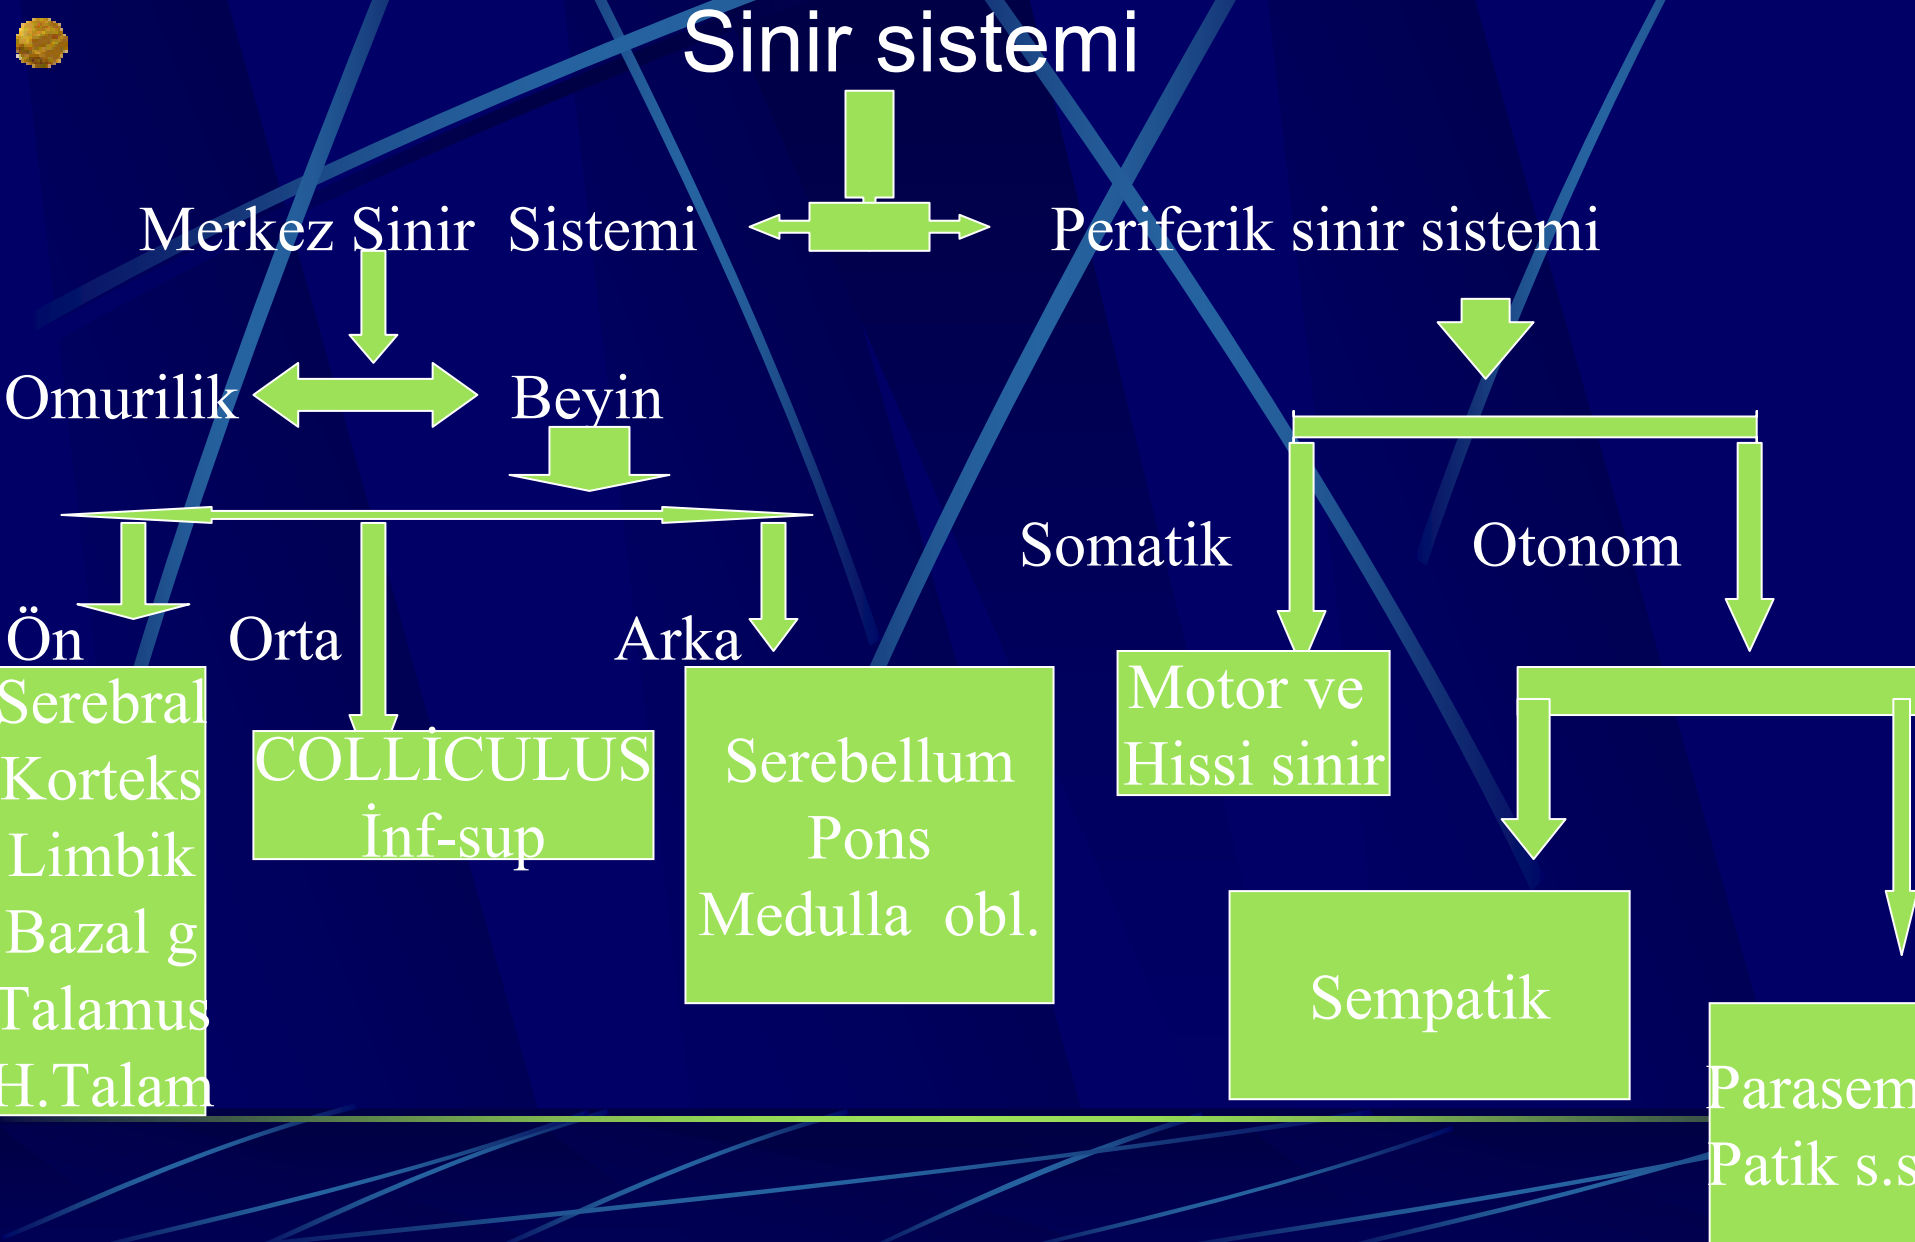 Sinir sistemi
Merkez Sinir Sistemi
Periferik sinir sistemi
Omurilik
Beyin
Somatik
Otonom
Ön
Orta
Arka
Serebral
Korteks
Limbik
Bazal g
Talamus
H.Talam
COLLİCULUS
İnf-sup
Serebellum
Pons
Medulla obl.
Motor ve
Hissi sinir
Sempatik
Parasem
Patik s.s